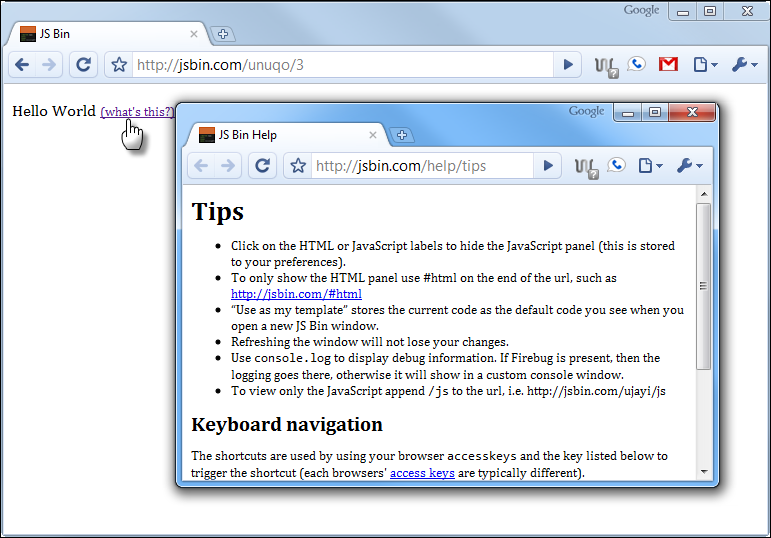 Google
JS Bin
http://jsbin.com/unuqo/3
Hello World (what's this?)
Google
JS Bin Help
http://jsbin.com/help/tips
Tips
• Click on the HTML or JavaScript labels to hide the JavaScript panel (this is stored
to your preferences).
• To only show the HTML panel use #html on the end of the url, such as
http://jsbin.com/#html
• “Use as my template” stores the current code as the default code you see when you
open a new JS Bin window.
• Refreshing the window will not lose your changes.
• Use console.log to display debug information. If Firebug is present, then the
logging goes there, otherwise it will show in a custom console window.
• To view only the JavaScript append /js to the url, i.e. http://jsbin.com/ujayi/js
Keyboard navigation
The shortcuts are used by using your browser accesskeys and the key listed below to
trigger the shortcut (each browsers' access keys are typically different).